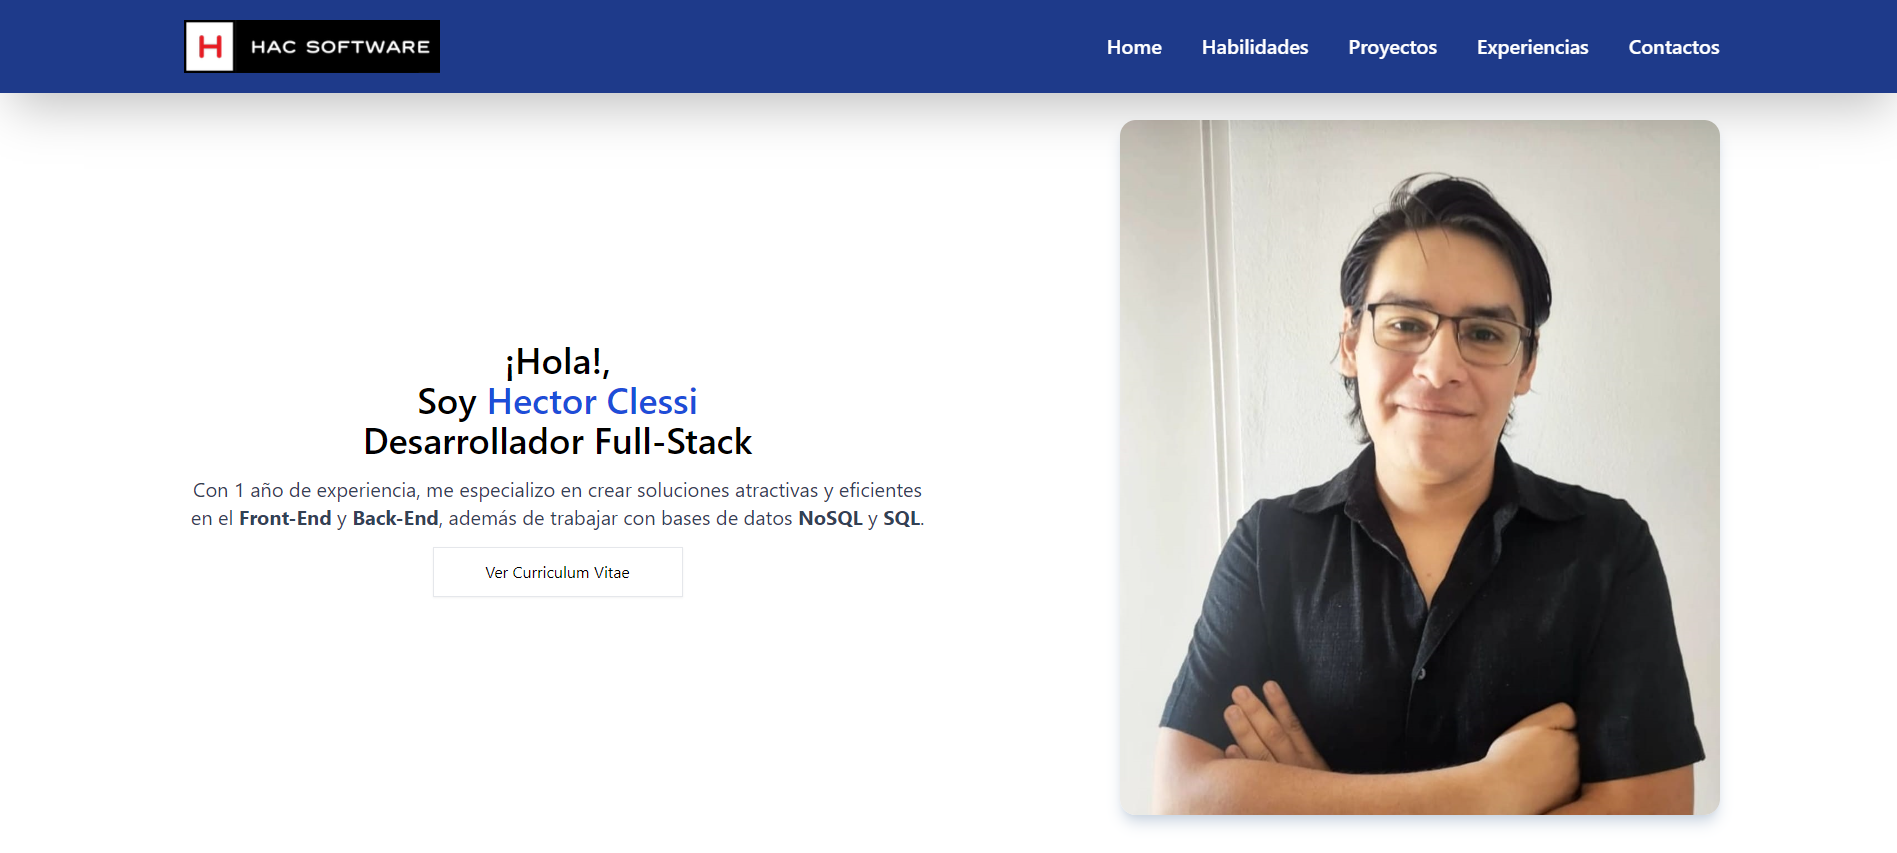 H HAC SOFTWARE
Home Habilidades Proyectos Experiencias Contactos
¡Hola!,
Soy Hector Clessi
Desarrollador Full-Stack
Con 1 año de experiencia, me especializo en crear soluciones atractivas y eficientes
en el Front-End y Back-End, además de trabajar con bases de datos NoSQL y SQL.
Ver Curriculum Vitae